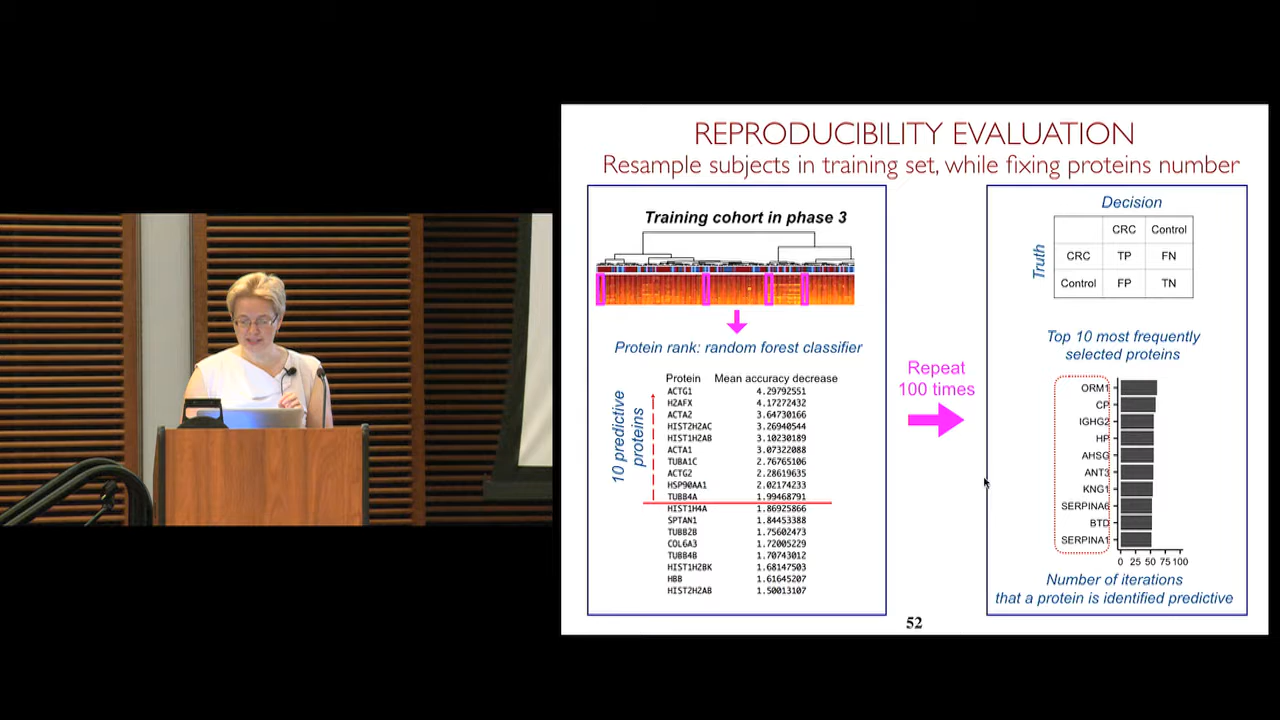 REPRODUCIBILITY EVALUATION
Resample subjects in training set, while fixing proteins number
Training cohort in phase 3
Protein rank: random forest classifier
Protein Mean accuracy decrease
ACTG1 4.29792551
H2AFX 4.17272432
ACTA2 3.64730166
HIST2H2AC 3.26940544
HIST1H2AB 3.10230189
ACTA1 3.07322088
TUBA1C 2.76765106
ACTG2 2.28619635
HSP90AA1 2.02174233
TUBB4A 1.99468791
HIST1H4A 1.86925866
SPTAN1 1.84453388
TUBB2B 1.75602473
COL6A3 1.72005229
TUBB4B 1.70743012
HIST1H2BK 1.68147503
HBB 1.61645207
HIST2H2AB 1.50013107
10 predictive
proteins
Repeat
100 times
Decision
Truth
CRC Control
CRC TP FN
Control FP TN
Top 10 most frequently
selected proteins
ORM1
CP
IGHG2
HP
AHSG
ANT3
KNG1
SERPINA6
BTD
SERPINA1
0 25 50 75 100
Number of iterations
that a protein is identified predictive
52